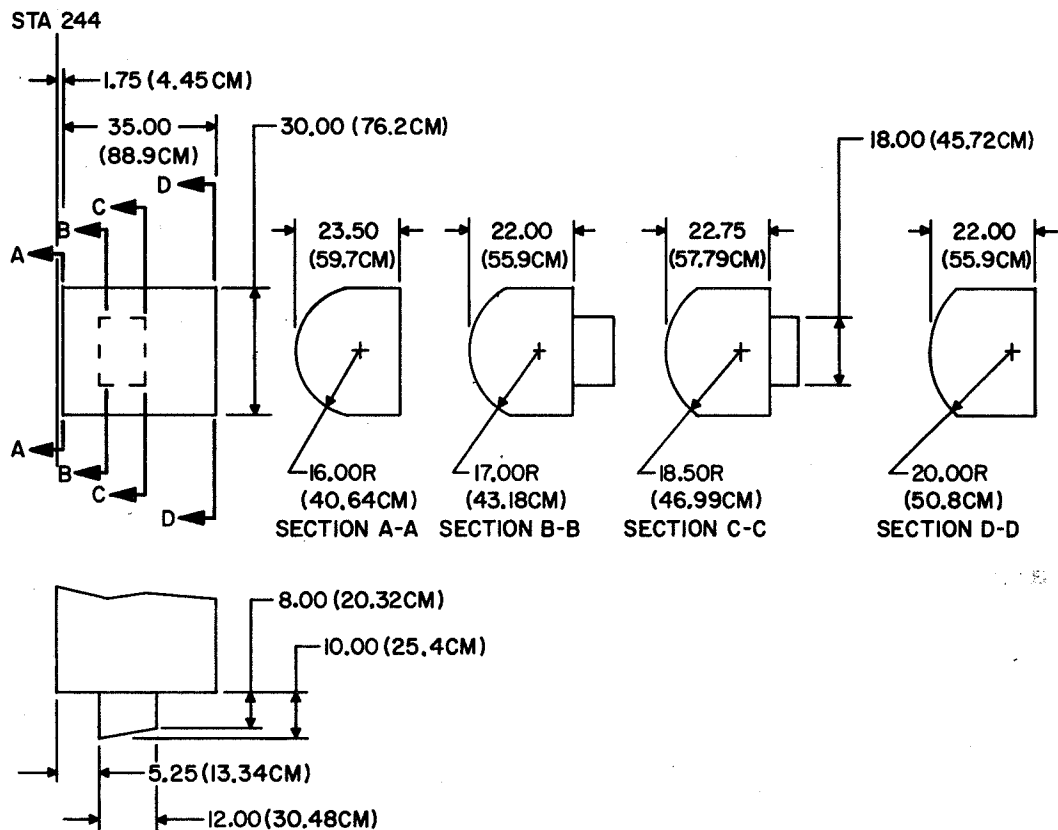 STA 244
1.75 (4.45CM)
35.00
(88.9CM)
30.00 (76.2CM)
18.00 (45.72CM)
D
C
B
A
23.50
(59.7CM)
22.00
(55.9CM)
22.75
(57.79CM)
22.00
(55.9CM)
A
B
C
D
16.00R
(40.64CM)
SECTION A-A
17.00R
(43.18CM)
SECTION B-B
18.50R
(46.99CM)
SECTION C-C
20.00R
(50.8CM)
SECTION D-D
8.00 (20.32CM)
10.00 (25.4CM)
5.25 (13.34CM)
12.00 (30.48CM)